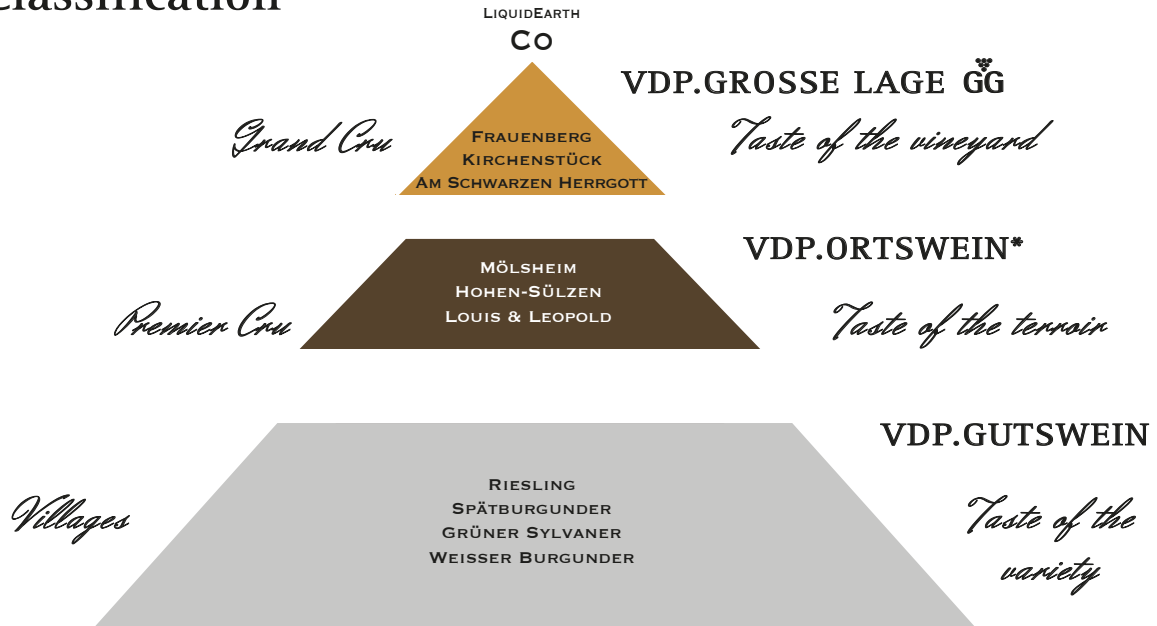 classification
LIQUIDEARTH
CO
VDP.GROSSE LAGE GG
Grand Cru
Taste of the vineyard
FRAUENBERG
KIRCHENSTÜCK
AM SCHWARZEN HERRGOTT
VDP.ORTSWEIN*
MÖLSHEIM
HOHEN-SÜLZEN
LOUIS & LEOPOLD
Premier Cru
Taste of the terroir
VDP.GUTSWEIN
RIESLING
SPÄTBURGUNDER
GRÜNER SYLVANER
WEISSER BURGUNDER
Villages
Taste of the
variety